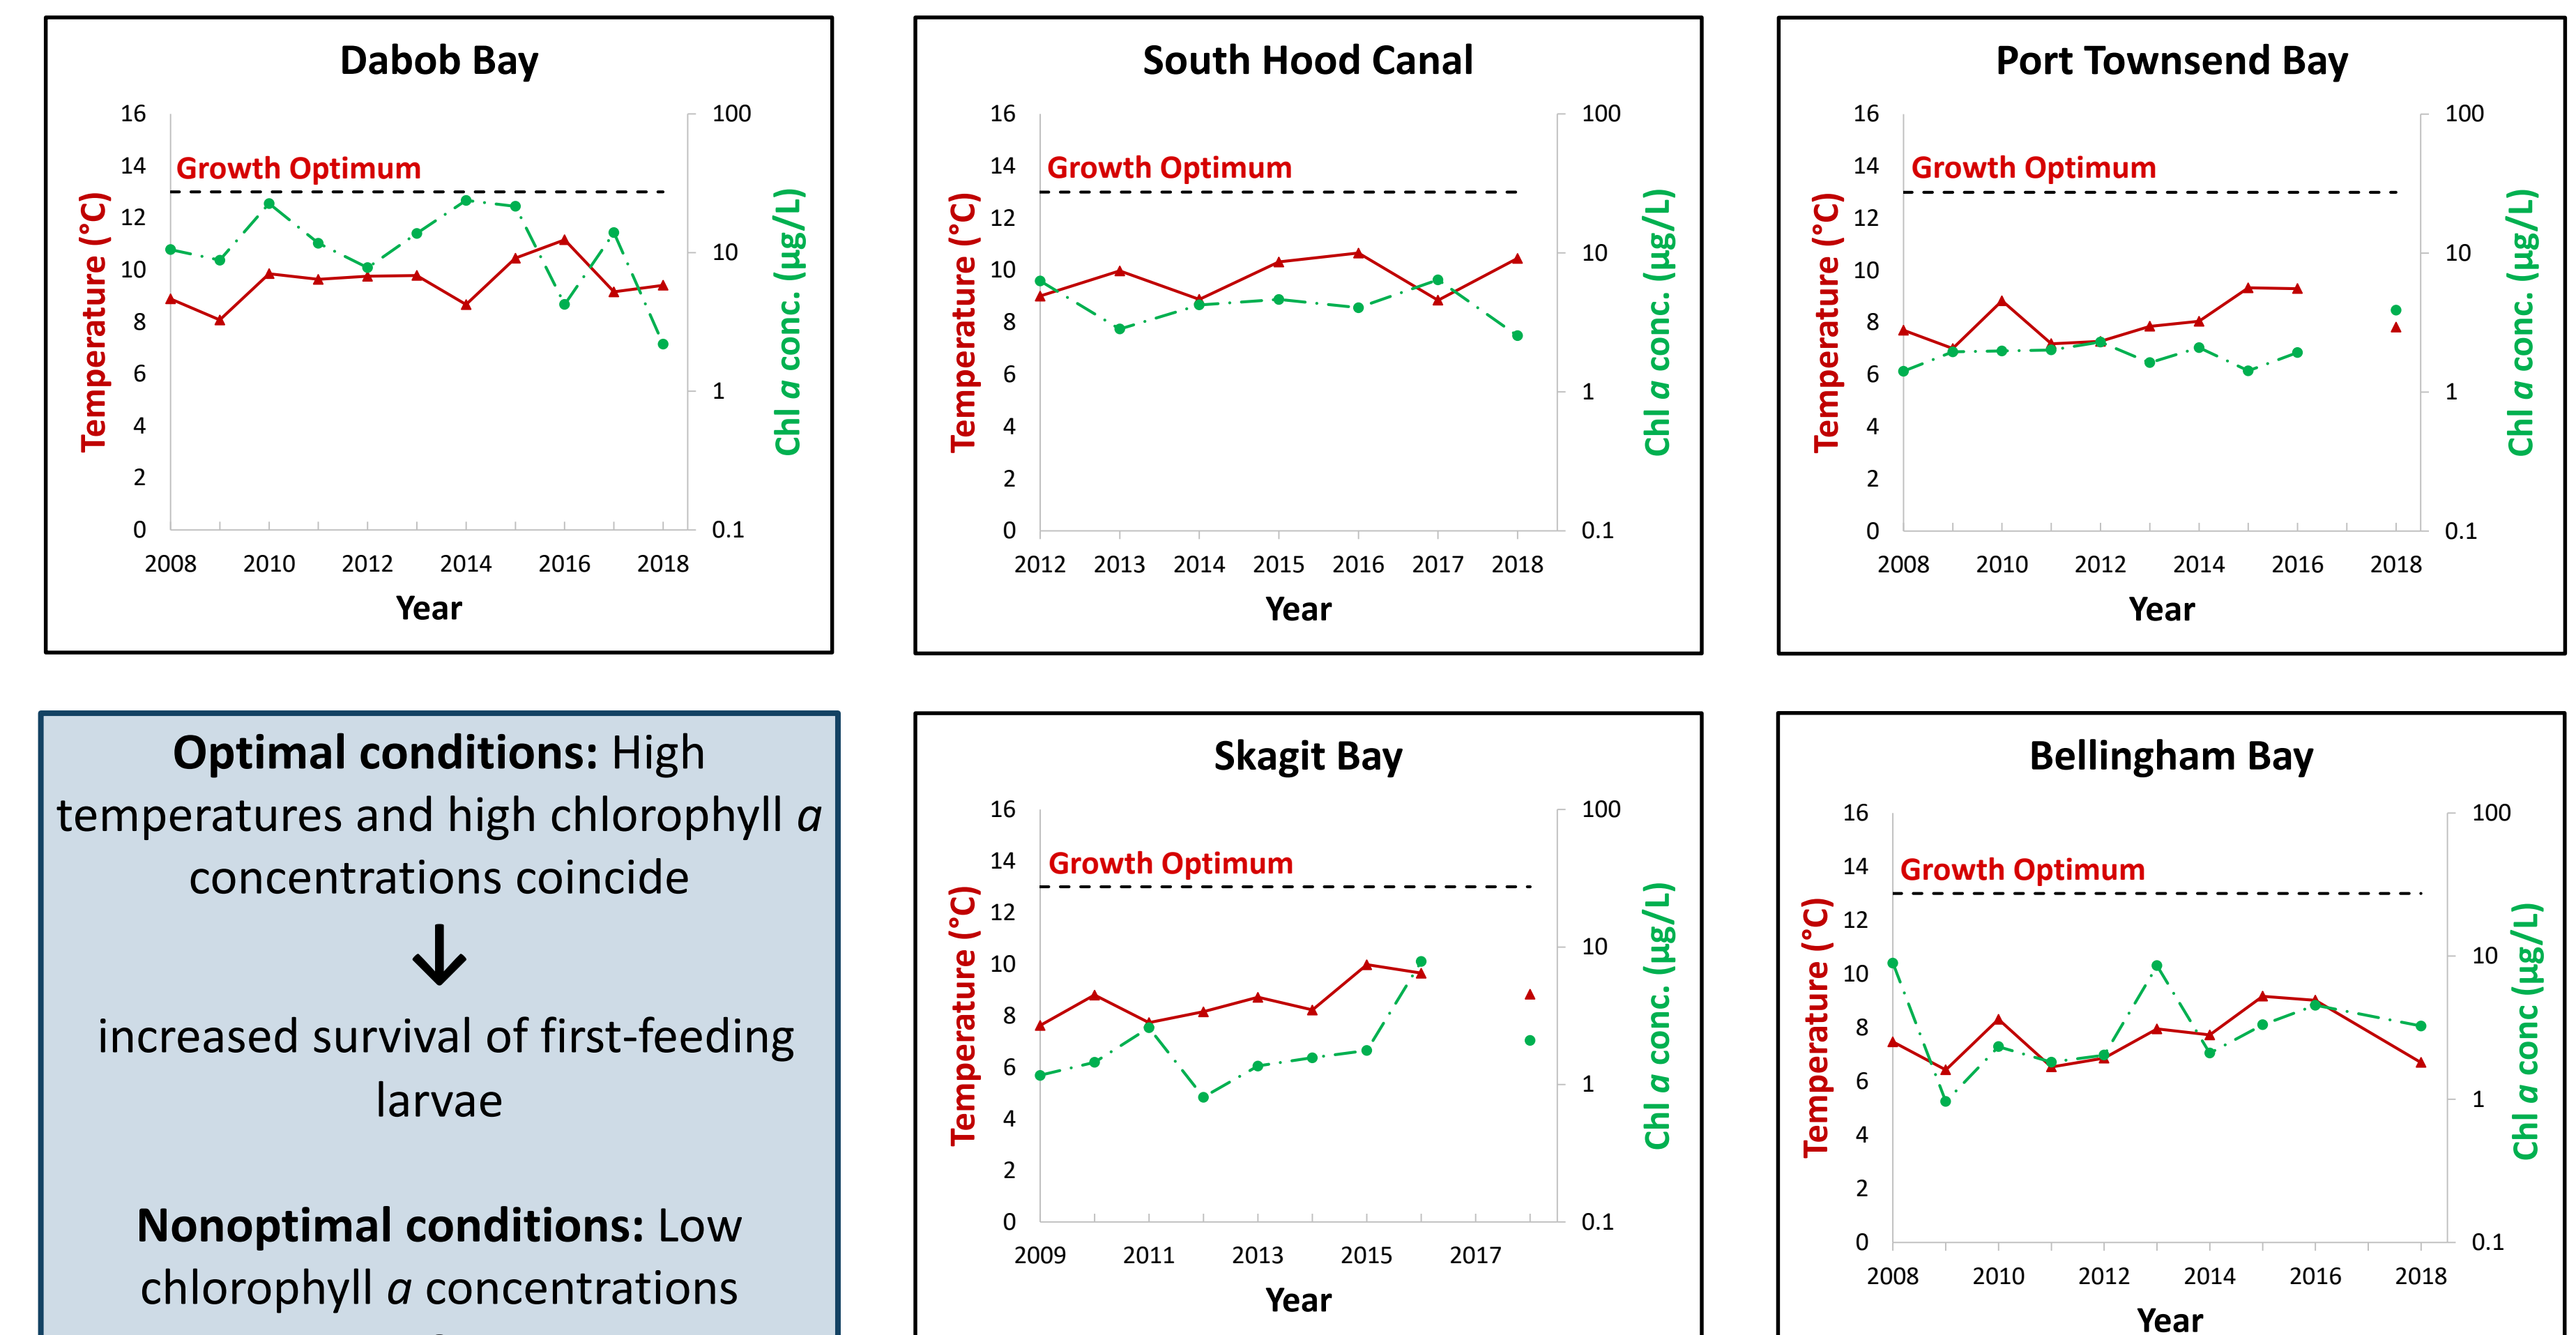 Dabob Bay
16
14
12
10
8
6
4
2
0
Temperature (°C)
Growth Optimum
100
10
1
0.1
Chl a conc. (µg/L)
2008 2010 2012 2014 2016 2018
Year
South Hood Canal
16
14
12
10
8
6
4
2
0
Temperature (°C)
Growth Optimum
100
10
1
0.1
Chl a conc. (µg/L)
2012 2013 2014 2015 2016 2017 2018
Year
Port Townsend Bay
16
14
12
10
8
6
4
2
0
Temperature (°C)
Growth Optimum
100
10
1
0.1
Chl a conc. (µg/L)
2008 2010 2012 2014 2016 2018
Year
Optimal conditions: High
temperatures and high chlorophyll a
concentrations coincide
increased survival of first-feeding
larvae
Nonoptimal conditions: Low
chlorophyll a concentrations
Skagit Bay
16
14
12
10
8
6
4
2
0
Temperature (°C)
Growth Optimum
100
10
1
0.1
Chl a conc. (µg/L)
2009 2011 2013 2015 2017
Year
Bellingham Bay
16
14
12
10
8
6
4
2
0
Temperature (°C)
Growth Optimum
100
10
1
0.1
Chl a conc (µg/L)
2008 2010 2012 2014 2016 2018
Year